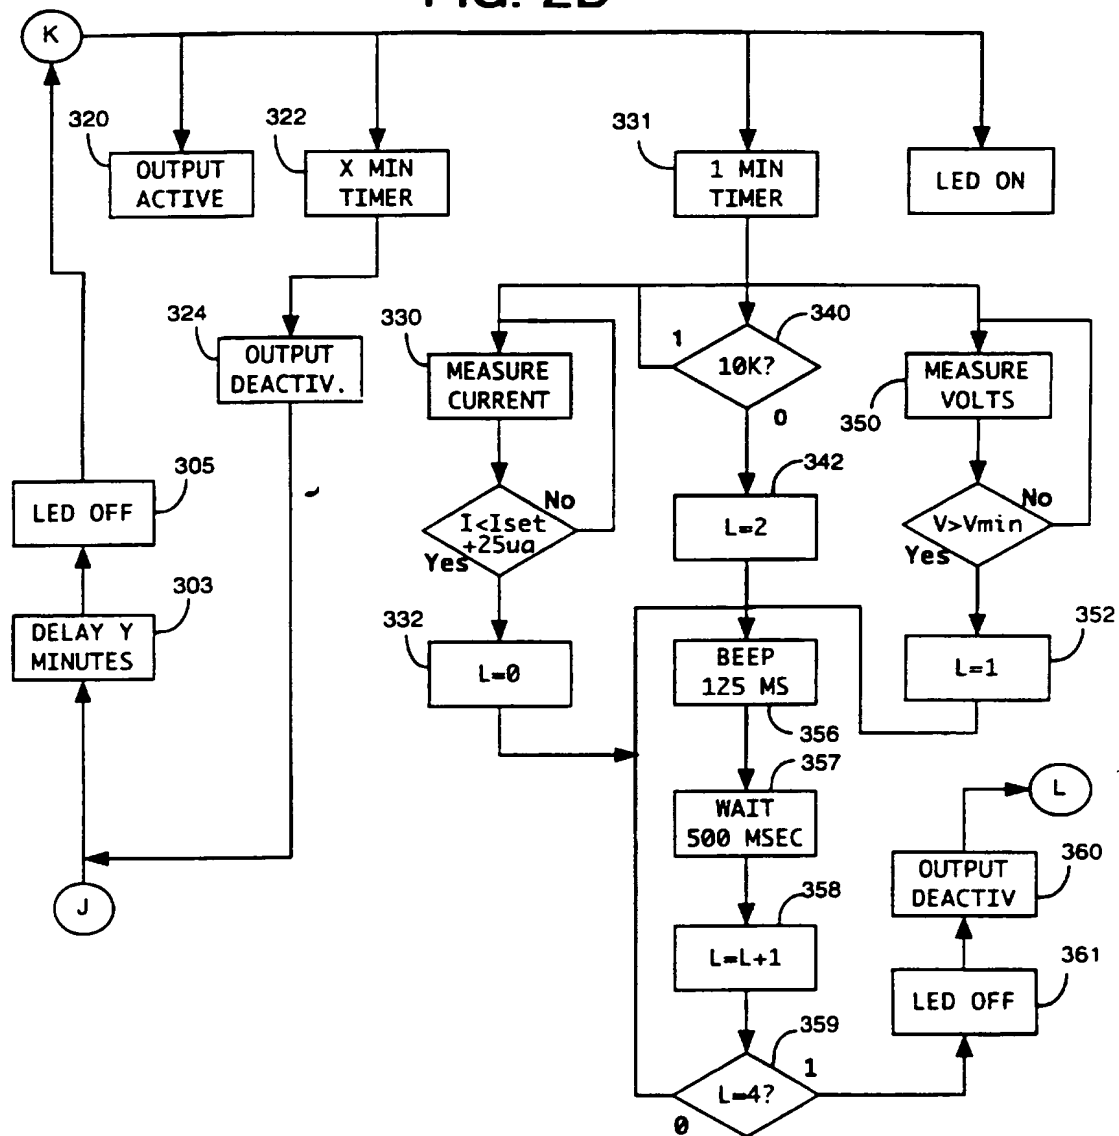 FIG. 2D
K
320
322
331
OUTPUT
ACTIVE
X MIN
TIMER
1 MIN
TIMER
LED ON
324
OUTPUT
DEACTIV.
330
MEASURE
CURRENT
1
10K?
340
0
MEASURE
VOLTS
350
305
LED OFF
I<Iset
+25ua
No
Yes
342
L=2
V>Vmin
No
Yes
303
DELAY Y
MINUTES
332
L=0
BEEP
125 MS
356
L=1
352
357
WAIT
500 MSEC
L
OUTPUT
DEACTIV
360
J
358
L=L+1
LED OFF
361
359
L=4?
1
0